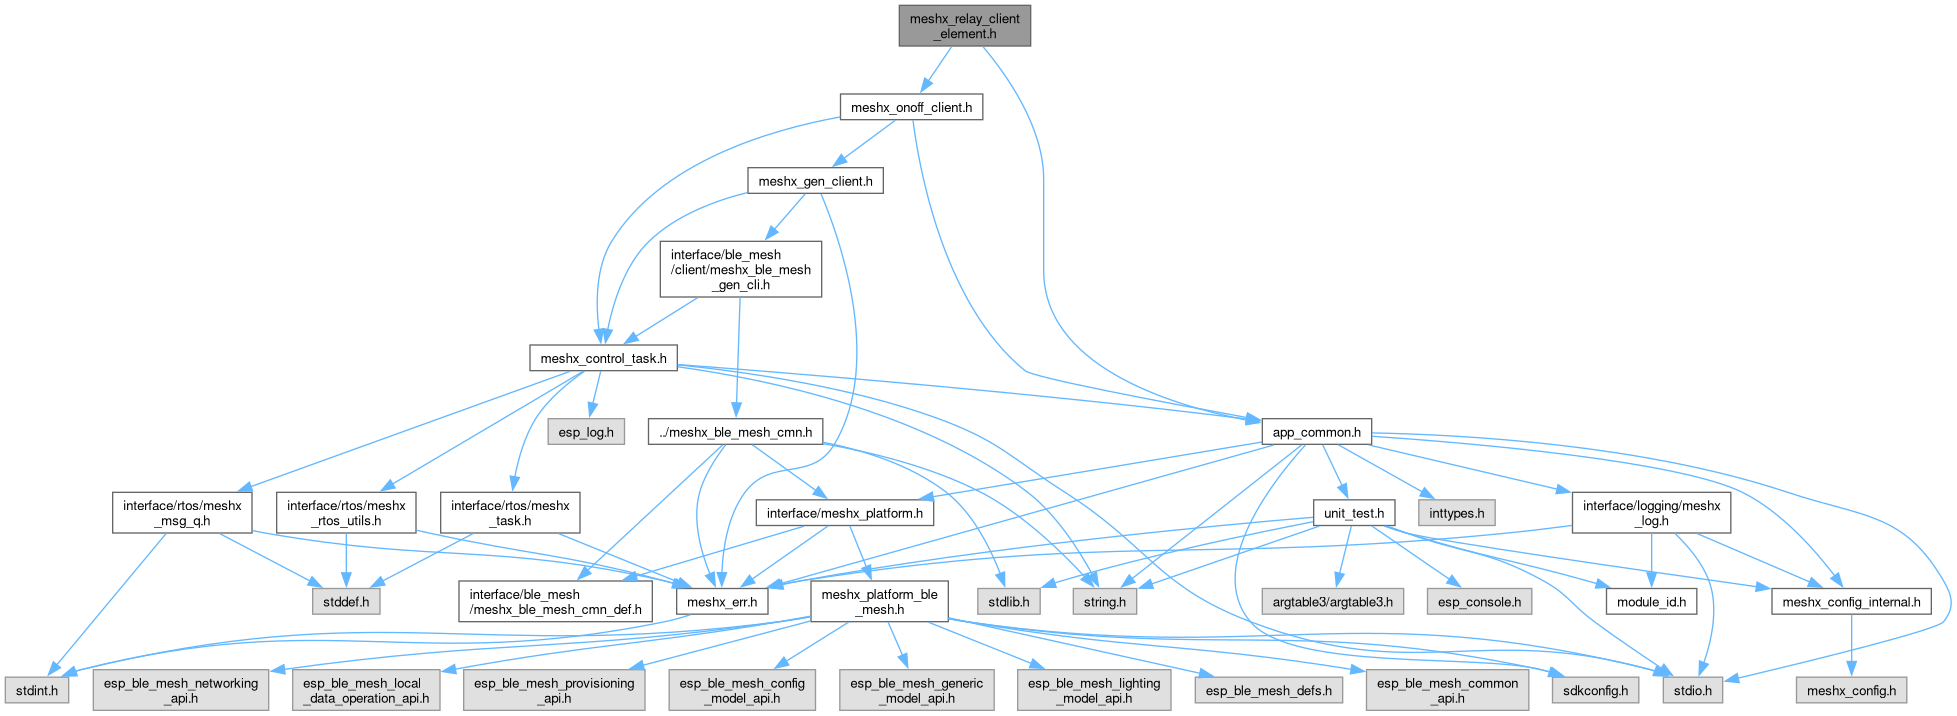 meshx_relay_client
_element.h
meshx_onoff_client.h
meshx_gen_client.h
interface/ble_mesh
/client/meshx_ble_mesh
_gen_cli.h
meshx_control_task.h
esp_log.h
../meshx_ble_mesh_cmn.h
app_common.h
interface/rtos/meshx
_msg_q.h
interface/rtos/meshx
_rtos_utils.h
interface/rtos/meshx
_task.h
interface/meshx_platform.h
unit_test.h
inttypes.h
interface/logging/meshx
_log.h
stddef.h
interface/ble_mesh
/meshx_ble_mesh_cmn_def.h
meshx_err.h
meshx_platform_ble
_mesh.h
stdlib.h
string.h
argtable3/argtable3.h
esp_console.h
module_id.h
meshx_config_internal.h
stdint.h
esp_ble_mesh_networking
_api.h
esp_ble_mesh_local
_data_operation_api.h
esp_ble_mesh_provisioning
_api.h
esp_ble_mesh_config
_model_api.h
esp_ble_mesh_generic
_model_api.h
esp_ble_mesh_lighting
_model_api.h
esp_ble_mesh_defs.h
esp_ble_mesh_common
_api.h
sdkconfig.h
stdio.h
meshx_config.h